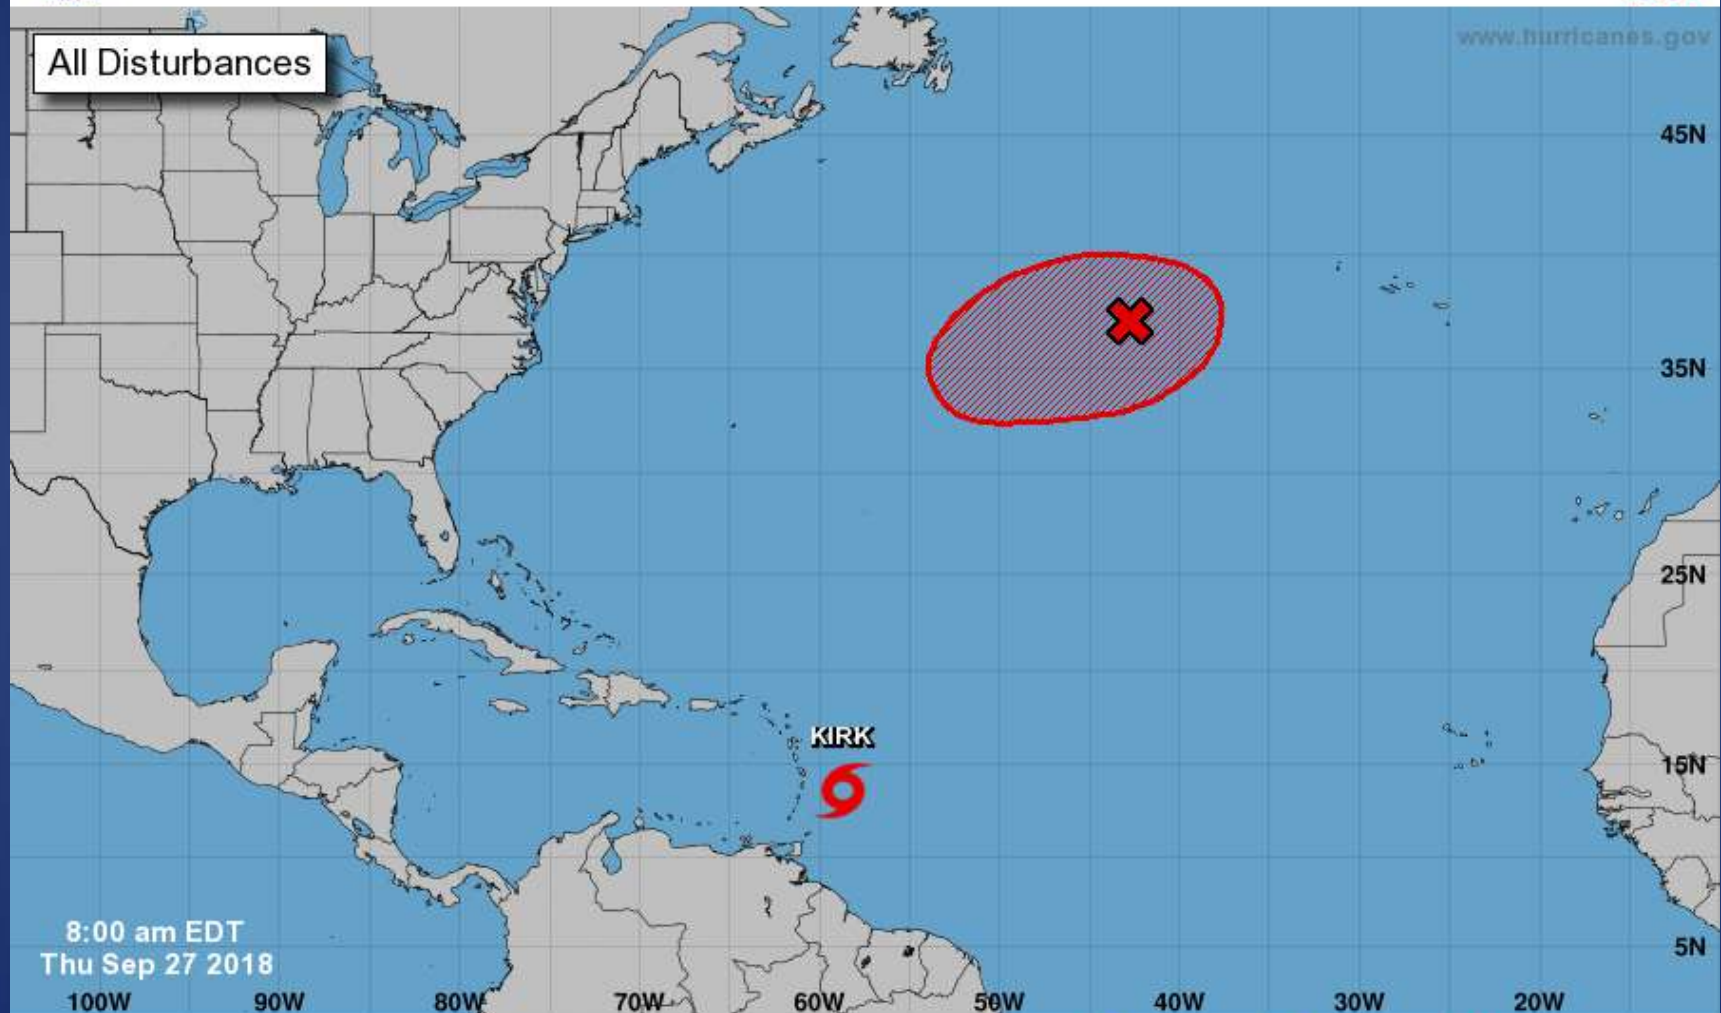 All Disturbances
www.hurricanes.gov
45N
35N
25N
KIRK
15N
8:00 am EDT
Thu Sep 27 2018
5N
100W 90W 80W 70W 60W 50W 40W 30W 20W